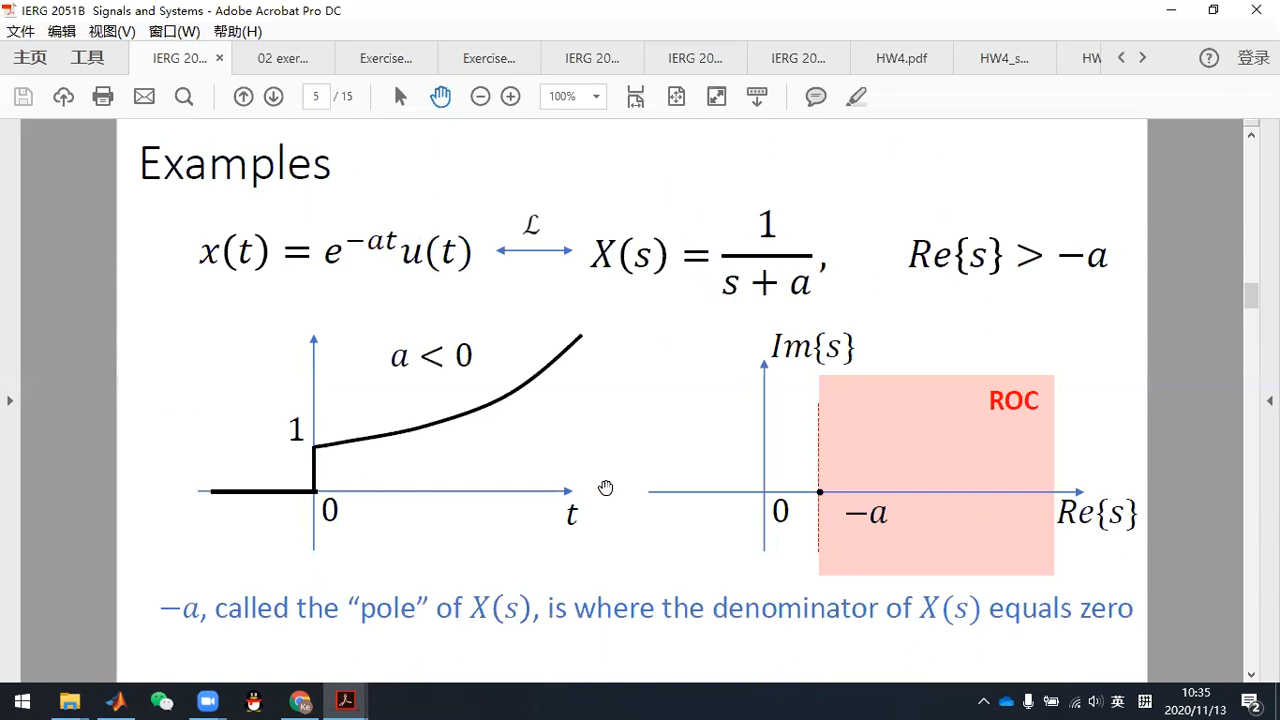 IERG 2051B Signals and Systems - Adobe Acrobat Pro DC
文件 编辑 视图(V) 窗口(W) 帮助(H)
主页 工具 IERG 20... × 02 exer... Exercise... Exercise... IERG 20... IERG 20... IERG 20... HW4.pdf HW4_s... HW 登录
5 / 15 100%
Examples
x(t) = e^{-at}u(t) ℒ X(s) = \frac{1}{s + a}, Re{s} > −a
a < 0
1
0
t
Im{s}
ROC
0
−a
Re{s}
−a, called the “pole” of X(s), is where the denominator of X(s) equals zero
英 拼 10:35
2020/11/13
2